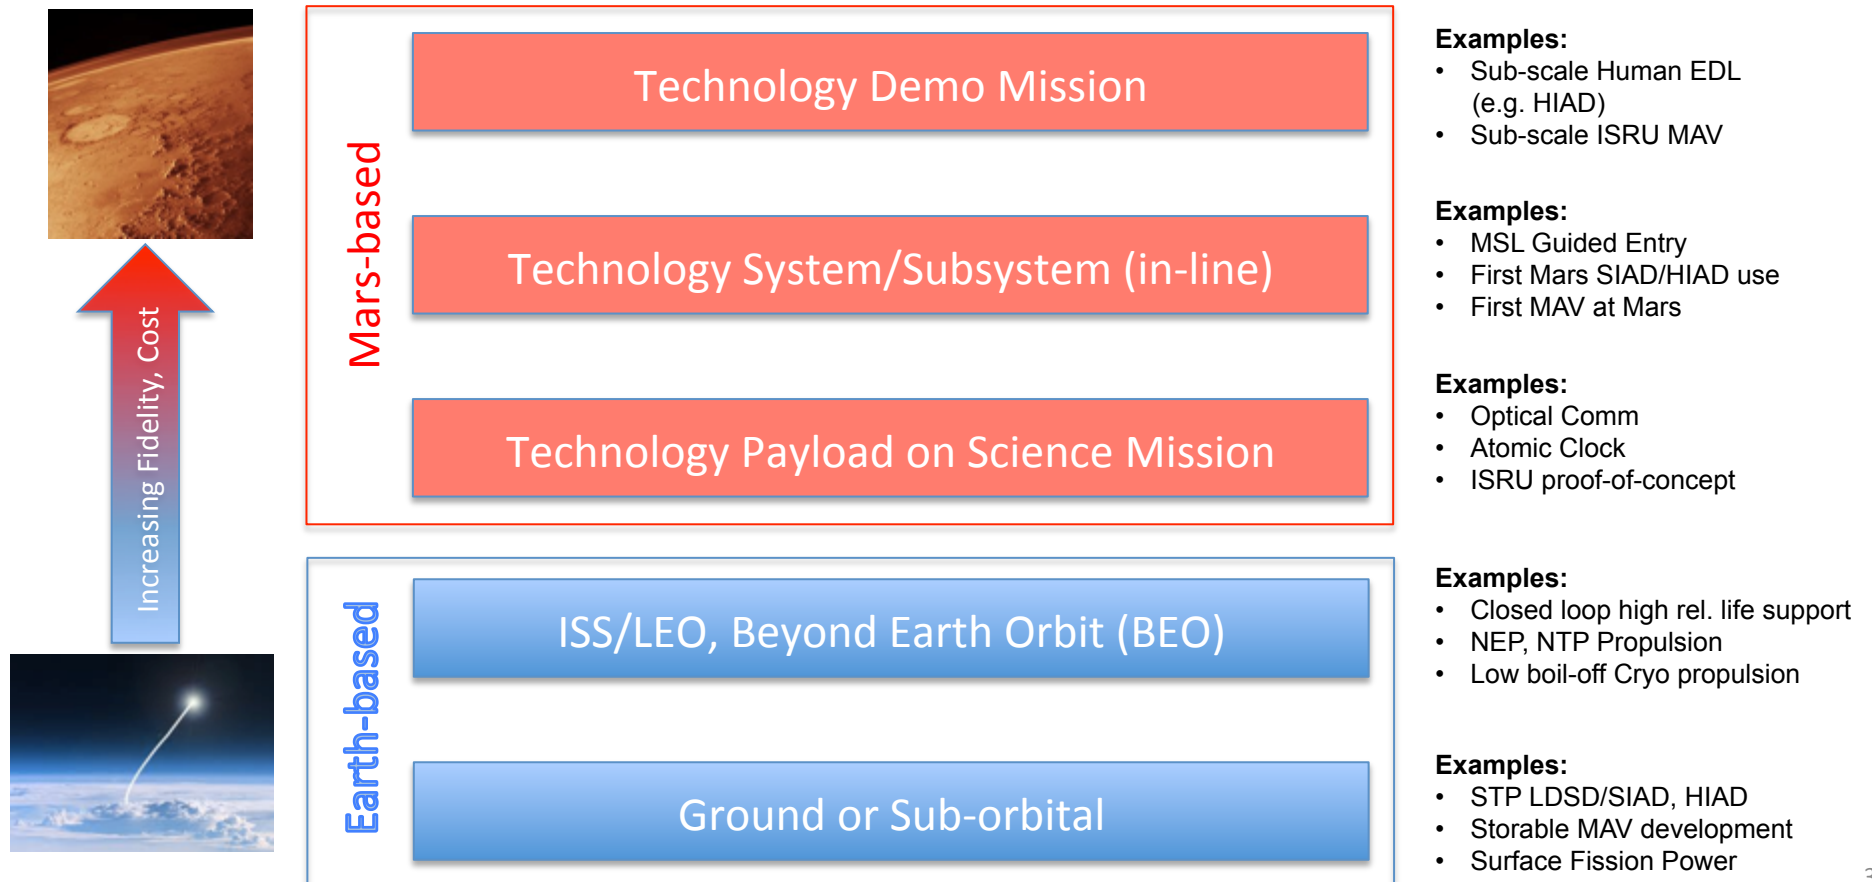 Increasing Fidelity, Cost
Mars-based
Technology Demo Mission
Examples:
• Sub-scale Human EDL
(e.g. HIAD)
• Sub-scale ISRU MAV
Technology System/Subsystem (in-line)
Examples:
• MSL Guided Entry
• First Mars SIAD/HIAD use
• First MAV at Mars
Technology Payload on Science Mission
Examples:
• Optical Comm
• Atomic Clock
• ISRU proof-of-concept
Earth-based
ISS/LEO, Beyond Earth Orbit (BEO)
Examples:
• Closed loop high rel. life support
• NEP, NTP Propulsion
• Low boil-off Cryo propulsion
Ground or Sub-orbital
Examples:
• STP LDSD/SIAD, HIAD
• Storable MAV development
• Surface Fission Power